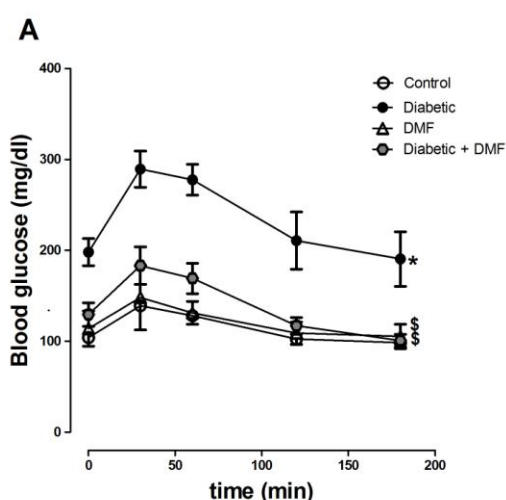 A
400
300
200
100
0
Blood glucose (mg/dl)
Control
Diabetic
DMF
Diabetic + DMF
*
$
$
0 50 100 150 200
time (min)